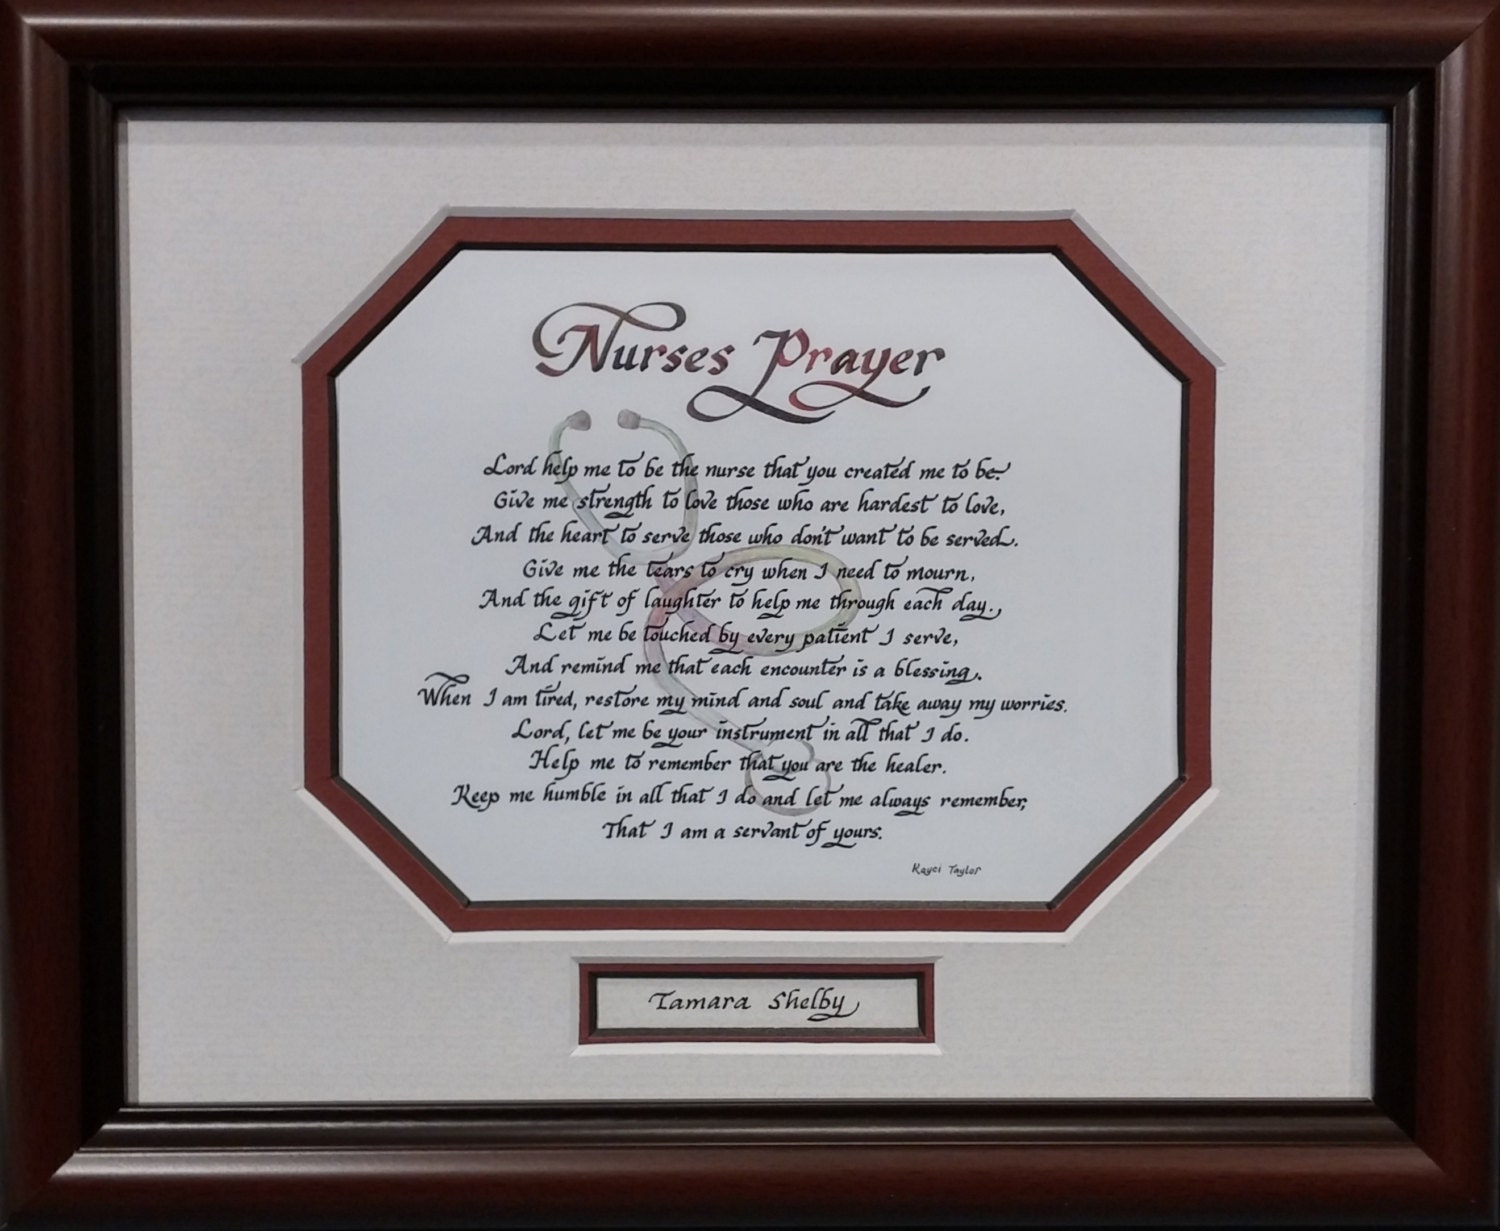 Nurses Prayer
Lord help me to be the nurse that you created me to be.
Give me strength to love those who are hardest to love,
And the heart to serve those who don't want to be served.
Give me the tears to cry when I need to mourn,
And the gift of laughter to help me through each day.
Let me be touched by every patient I serve,
And remind me that each encounter is a blessing.
When I am tired, restore my mind and soul and take away my worries.
Lord, let me be your instrument in all that I do.
Help me to remember that you are the healer.
Keep me humble in all that I do and let me always remember,
That I am a servant of yours.
Kayci Taylor
Tamara Shelby